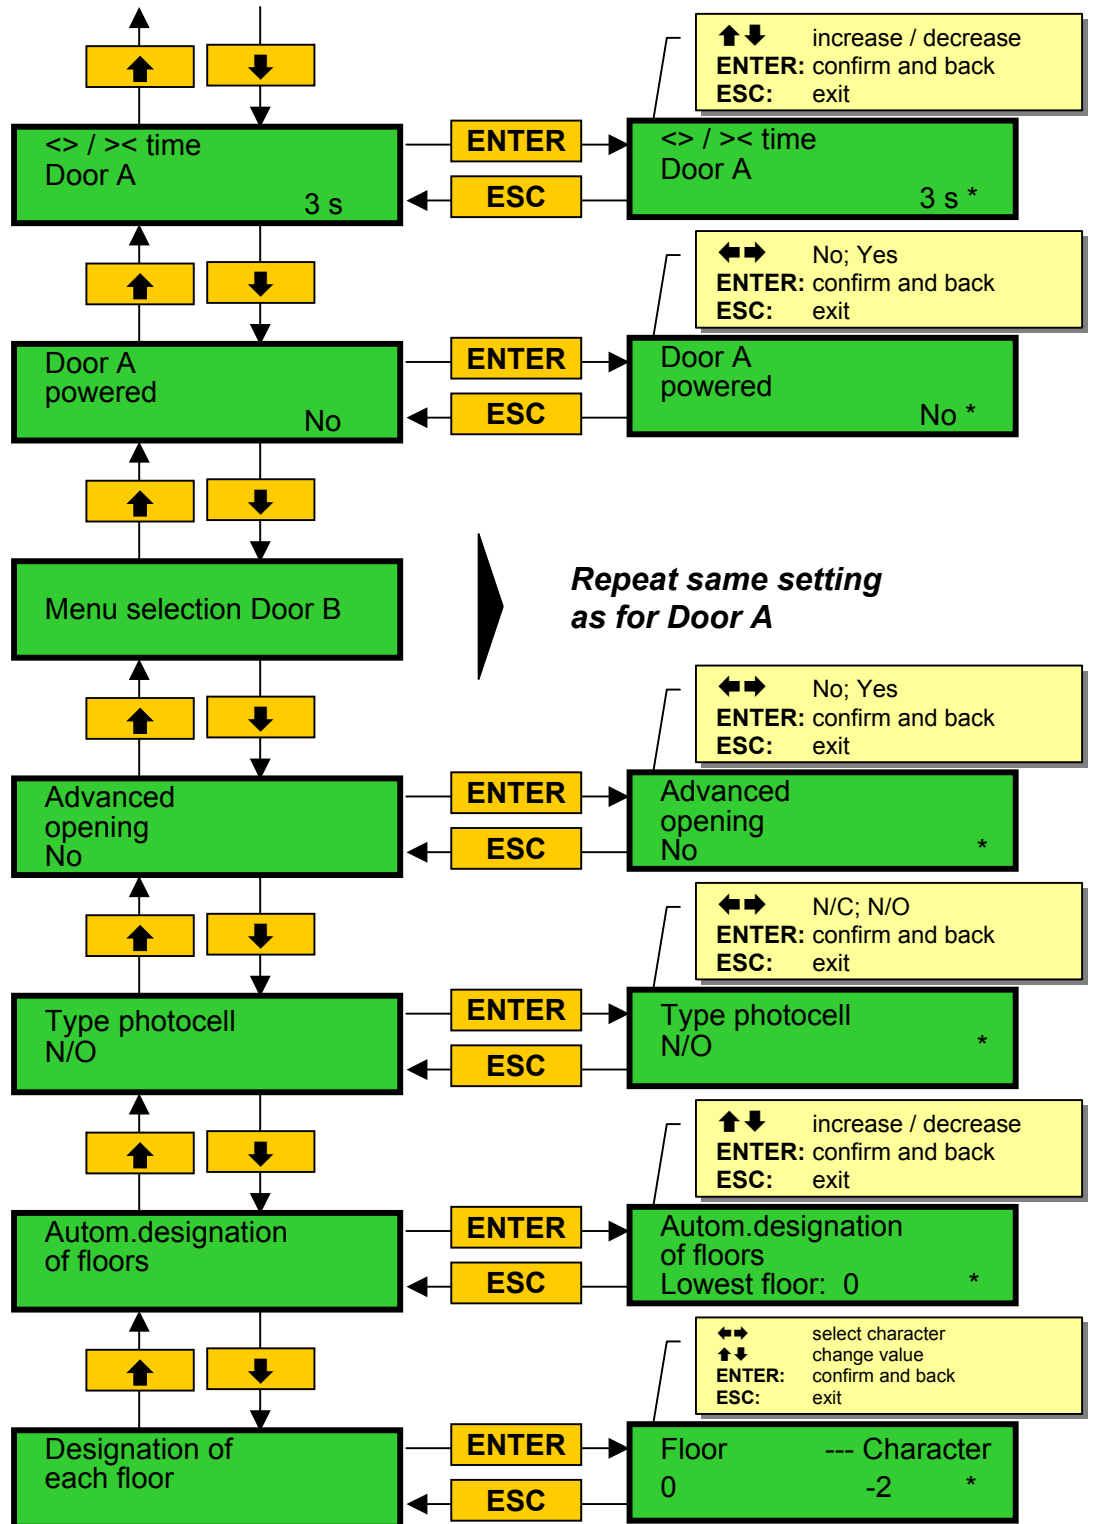 increase / decrease
ENTER: confirm and back
ESC: exit
<> / >< time
Door A
3 s
ENTER
ESC
<> / >< time
Door A
3 s *
No; Yes
ENTER: confirm and back
ESC: exit
Door A
powered
No
ENTER
ESC
Door A
powered
No *
Menu selection Door B
Repeat same setting
as for Door A
No; Yes
ENTER: confirm and back
ESC: exit
Advanced
opening
No
ENTER
ESC
Advanced
opening
No *
N/C; N/O
ENTER: confirm and back
ESC: exit
Type photocell
N/O
ENTER
ESC
Type photocell
N/O *
increase / decrease
ENTER: confirm and back
ESC: exit
Autom.designation
of floors
ENTER
ESC
Autom.designation
of floors
Lowest floor: 0 *
select character
change value
ENTER: confirm and back
ESC: exit
Designation of
each floor
ENTER
ESC
Floor --- Character
0 -2 *